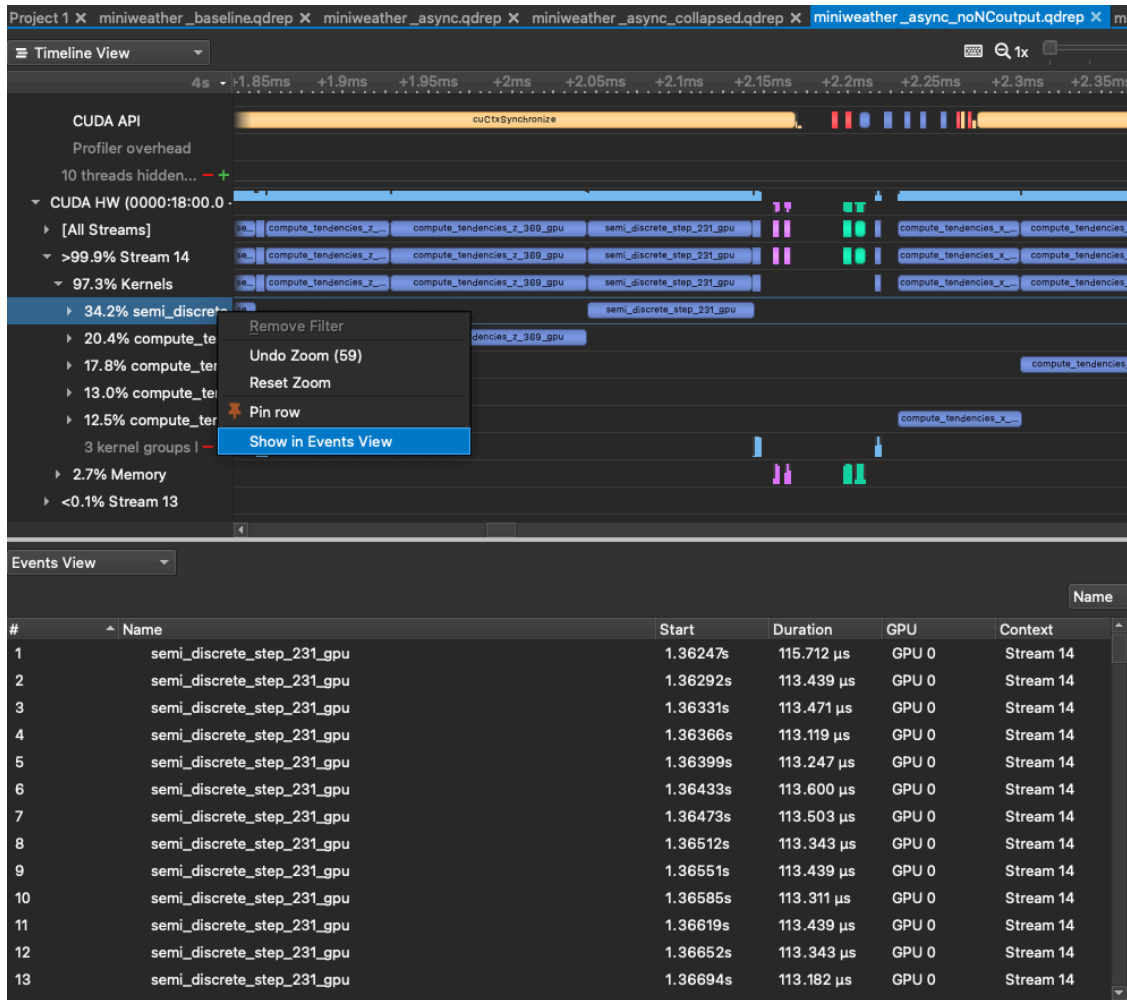 Project 1 miniweather_baseline.qdrep miniweather_async.qdrep miniweather_async_collapsed.qdrep miniweather_async_noNCoutput.qdrep m
Timeline View 1x
4s +1.85ms +1.9ms +1.95ms +2ms +2.05ms +2.1ms +2.15ms +2.2ms +2.25ms +2.3ms +2.35m
CUDA API cuCtxSynchronize
Profiler overhead
10 threads hidden... − +
CUDA HW (0000:18:00.0 -
[All Streams] se... compute_tendencies_z_... compute_tendencies_z_369_gpu semi_discrete_step_231_gpu compute_tendencies_x_... compute_tendencies_
>99.9% Stream 14 se... compute_tendencies_z_... compute_tendencies_z_369_gpu semi_discrete_step_231_gpu compute_tendencies_x_... compute_tendencies_
97.3% Kernels se... compute_tendencies_z_... compute_tendencies_z_369_gpu semi_discrete_step_231_gpu compute_tendencies_x_... compute_tendencies_
34.2% semi_discrete semi_discrete_step_231_gpu
Remove Filter
20.4% compute_te dencies_z_369_gpu
Undo Zoom (59)
17.8% compute_ter compute_tendencies_
Reset Zoom
13.0% compute_te
Pin row
12.5% compute_ter compute_tendencies_x_...
Show in Events View
3 kernel groups −
2.7% Memory
<0.1% Stream 13
Events View
Name
# Name Start Duration GPU Context
1 semi_discrete_step_231_gpu 1.36247s 115.712 μs GPU 0 Stream 14
2 semi_discrete_step_231_gpu 1.36292s 113.439 μs GPU 0 Stream 14
3 semi_discrete_step_231_gpu 1.36331s 113.471 μs GPU 0 Stream 14
4 semi_discrete_step_231_gpu 1.36366s 113.119 μs GPU 0 Stream 14
5 semi_discrete_step_231_gpu 1.36399s 113.247 μs GPU 0 Stream 14
6 semi_discrete_step_231_gpu 1.36433s 113.600 μs GPU 0 Stream 14
7 semi_discrete_step_231_gpu 1.36473s 113.503 μs GPU 0 Stream 14
8 semi_discrete_step_231_gpu 1.36512s 113.343 μs GPU 0 Stream 14
9 semi_discrete_step_231_gpu 1.36551s 113.439 μs GPU 0 Stream 14
10 semi_discrete_step_231_gpu 1.36585s 113.311 μs GPU 0 Stream 14
11 semi_discrete_step_231_gpu 1.36619s 113.439 μs GPU 0 Stream 14
12 semi_discrete_step_231_gpu 1.36652s 113.343 μs GPU 0 Stream 14
13 semi_discrete_step_231_gpu 1.36694s 113.182 μs GPU 0 Stream 14